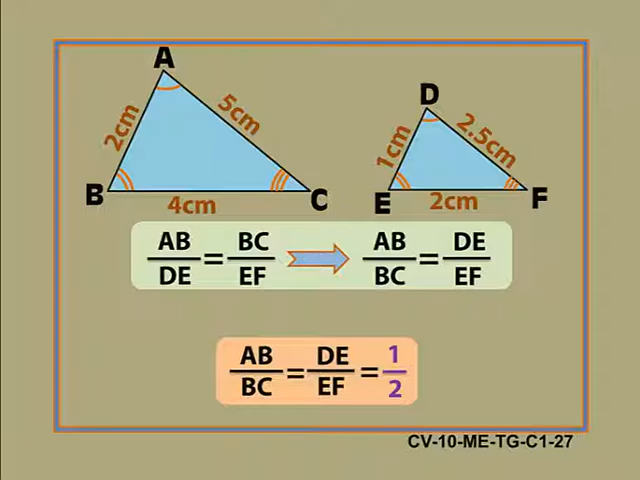 A
2cm
5cm
B
4cm
C
D
1cm
2.5cm
E
2cm
F
AB/DE = BC/EF AB/BC = DE/EF
AB/BC = DE/EF = 1/2
CV-10-ME-TG-C1-27